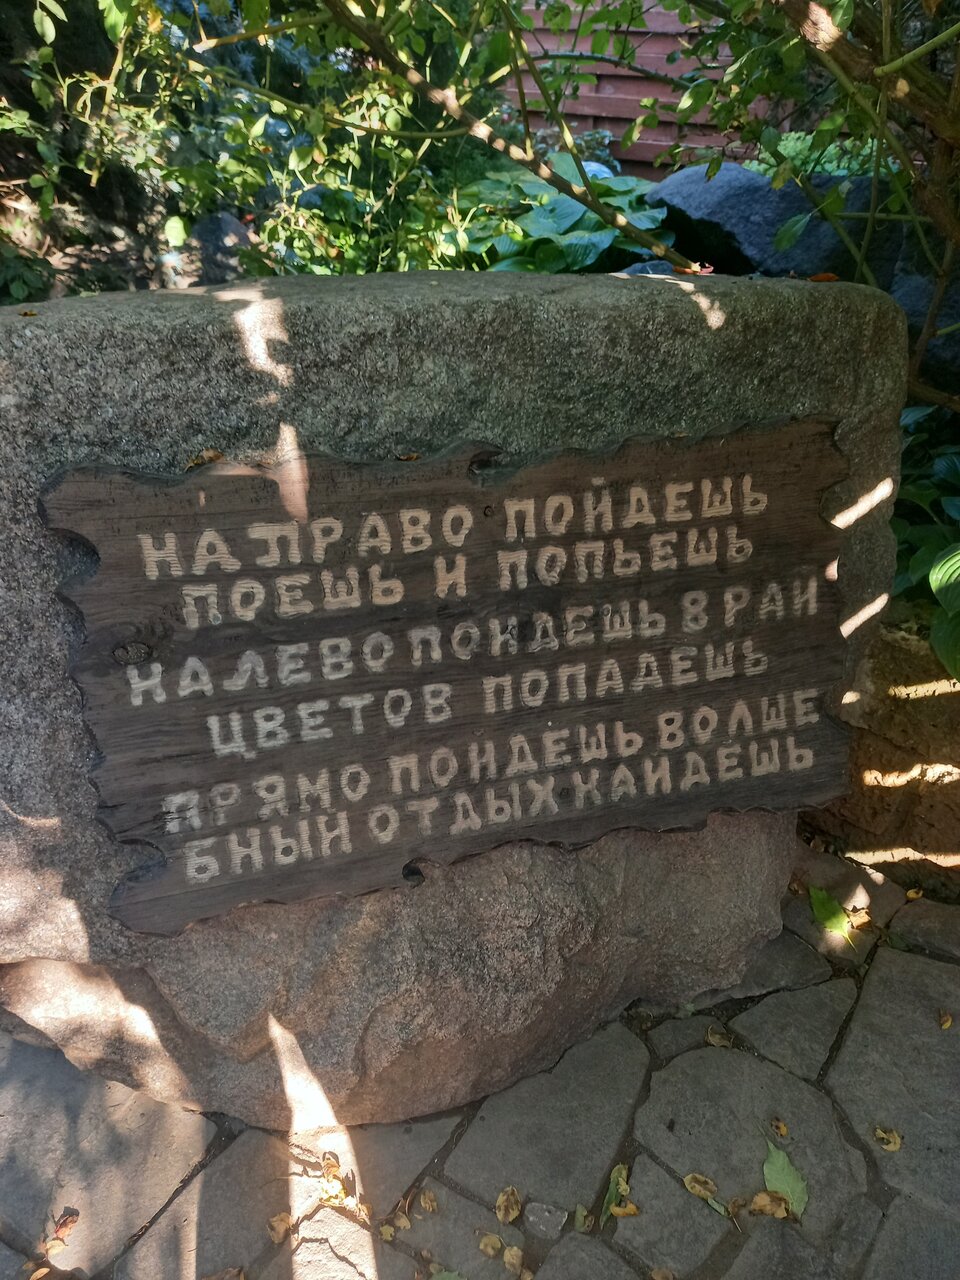 НАПРАВО ПОЙДЕШЬ
ПОЕШЬ И ПОПЬЕШЬ
НАЛЕВО ПОЙДЕШЬ В РАЙ
ЦВЕТОВ ПОПАДЕШЬ
ПРЯМО ПОЙДЕШЬ ВОЛШЕ
БНЫЙ ОТДЫХ НАЙДЕШЬ